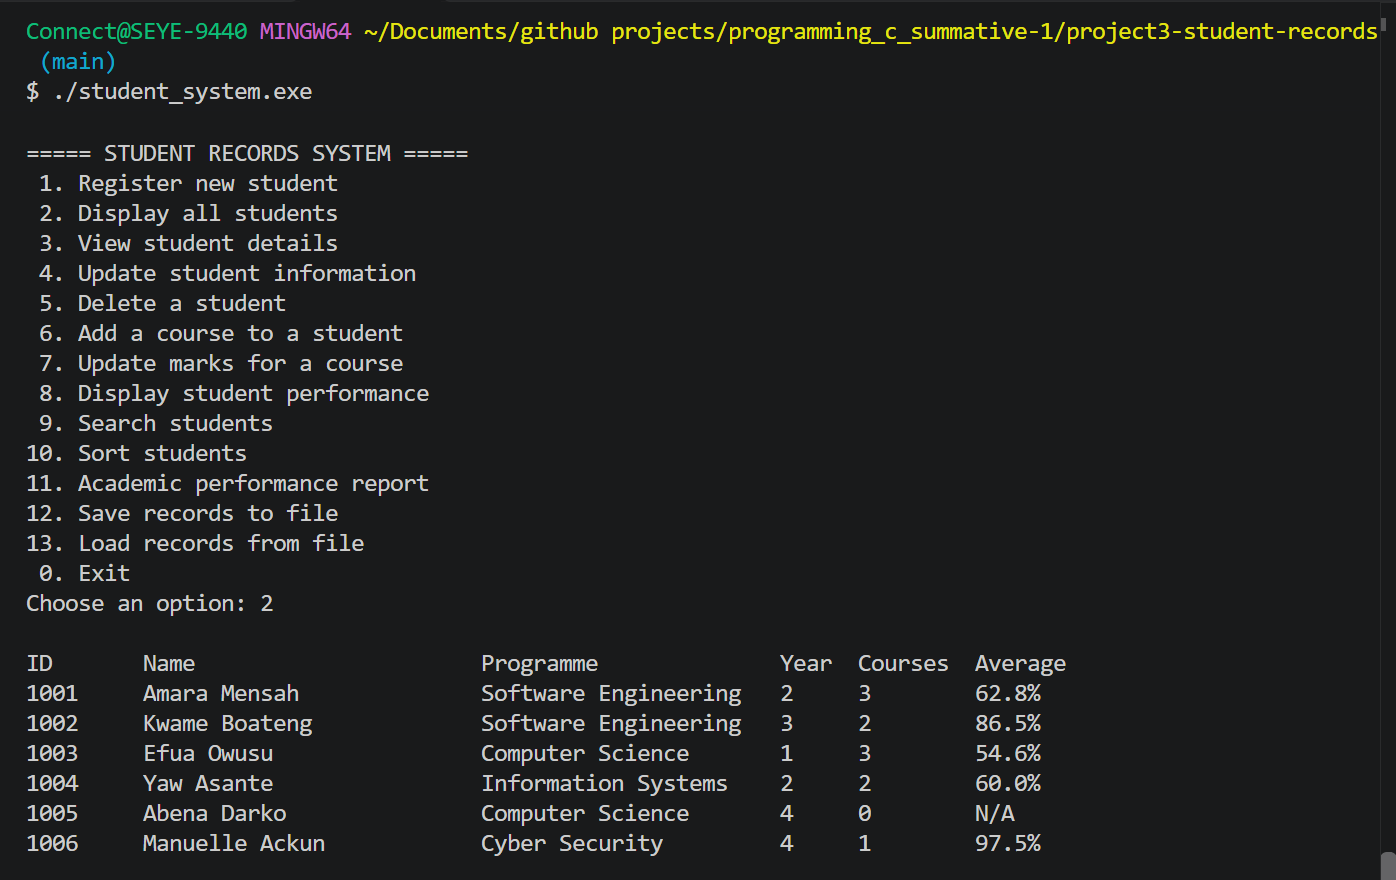 Connect@SEYE-9440 MINGW64 ~/Documents/github projects/programming_c_summative-1/project3-student-records
(main)
$ ./student_system.exe
===== STUDENT RECORDS SYSTEM =====
1. Register new student
2. Display all students
3. View student details
4. Update student information
5. Delete a student
6. Add a course to a student
7. Update marks for a course
8. Display student performance
9. Search students
10. Sort students
11. Academic performance report
12. Save records to file
13. Load records from file
0. Exit
Choose an option: 2
ID Name Programme Year Courses Average
1001 Amara Mensah Software Engineering 2 3 62.8%
1002 Kwame Boateng Software Engineering 3 2 86.5%
1003 Efua Owusu Computer Science 1 3 54.6%
1004 Yaw Asante Information Systems 2 2 60.0%
1005 Abena Darko Computer Science 4 0 N/A
1006 Manuelle Ackun Cyber Security 4 1 97.5%